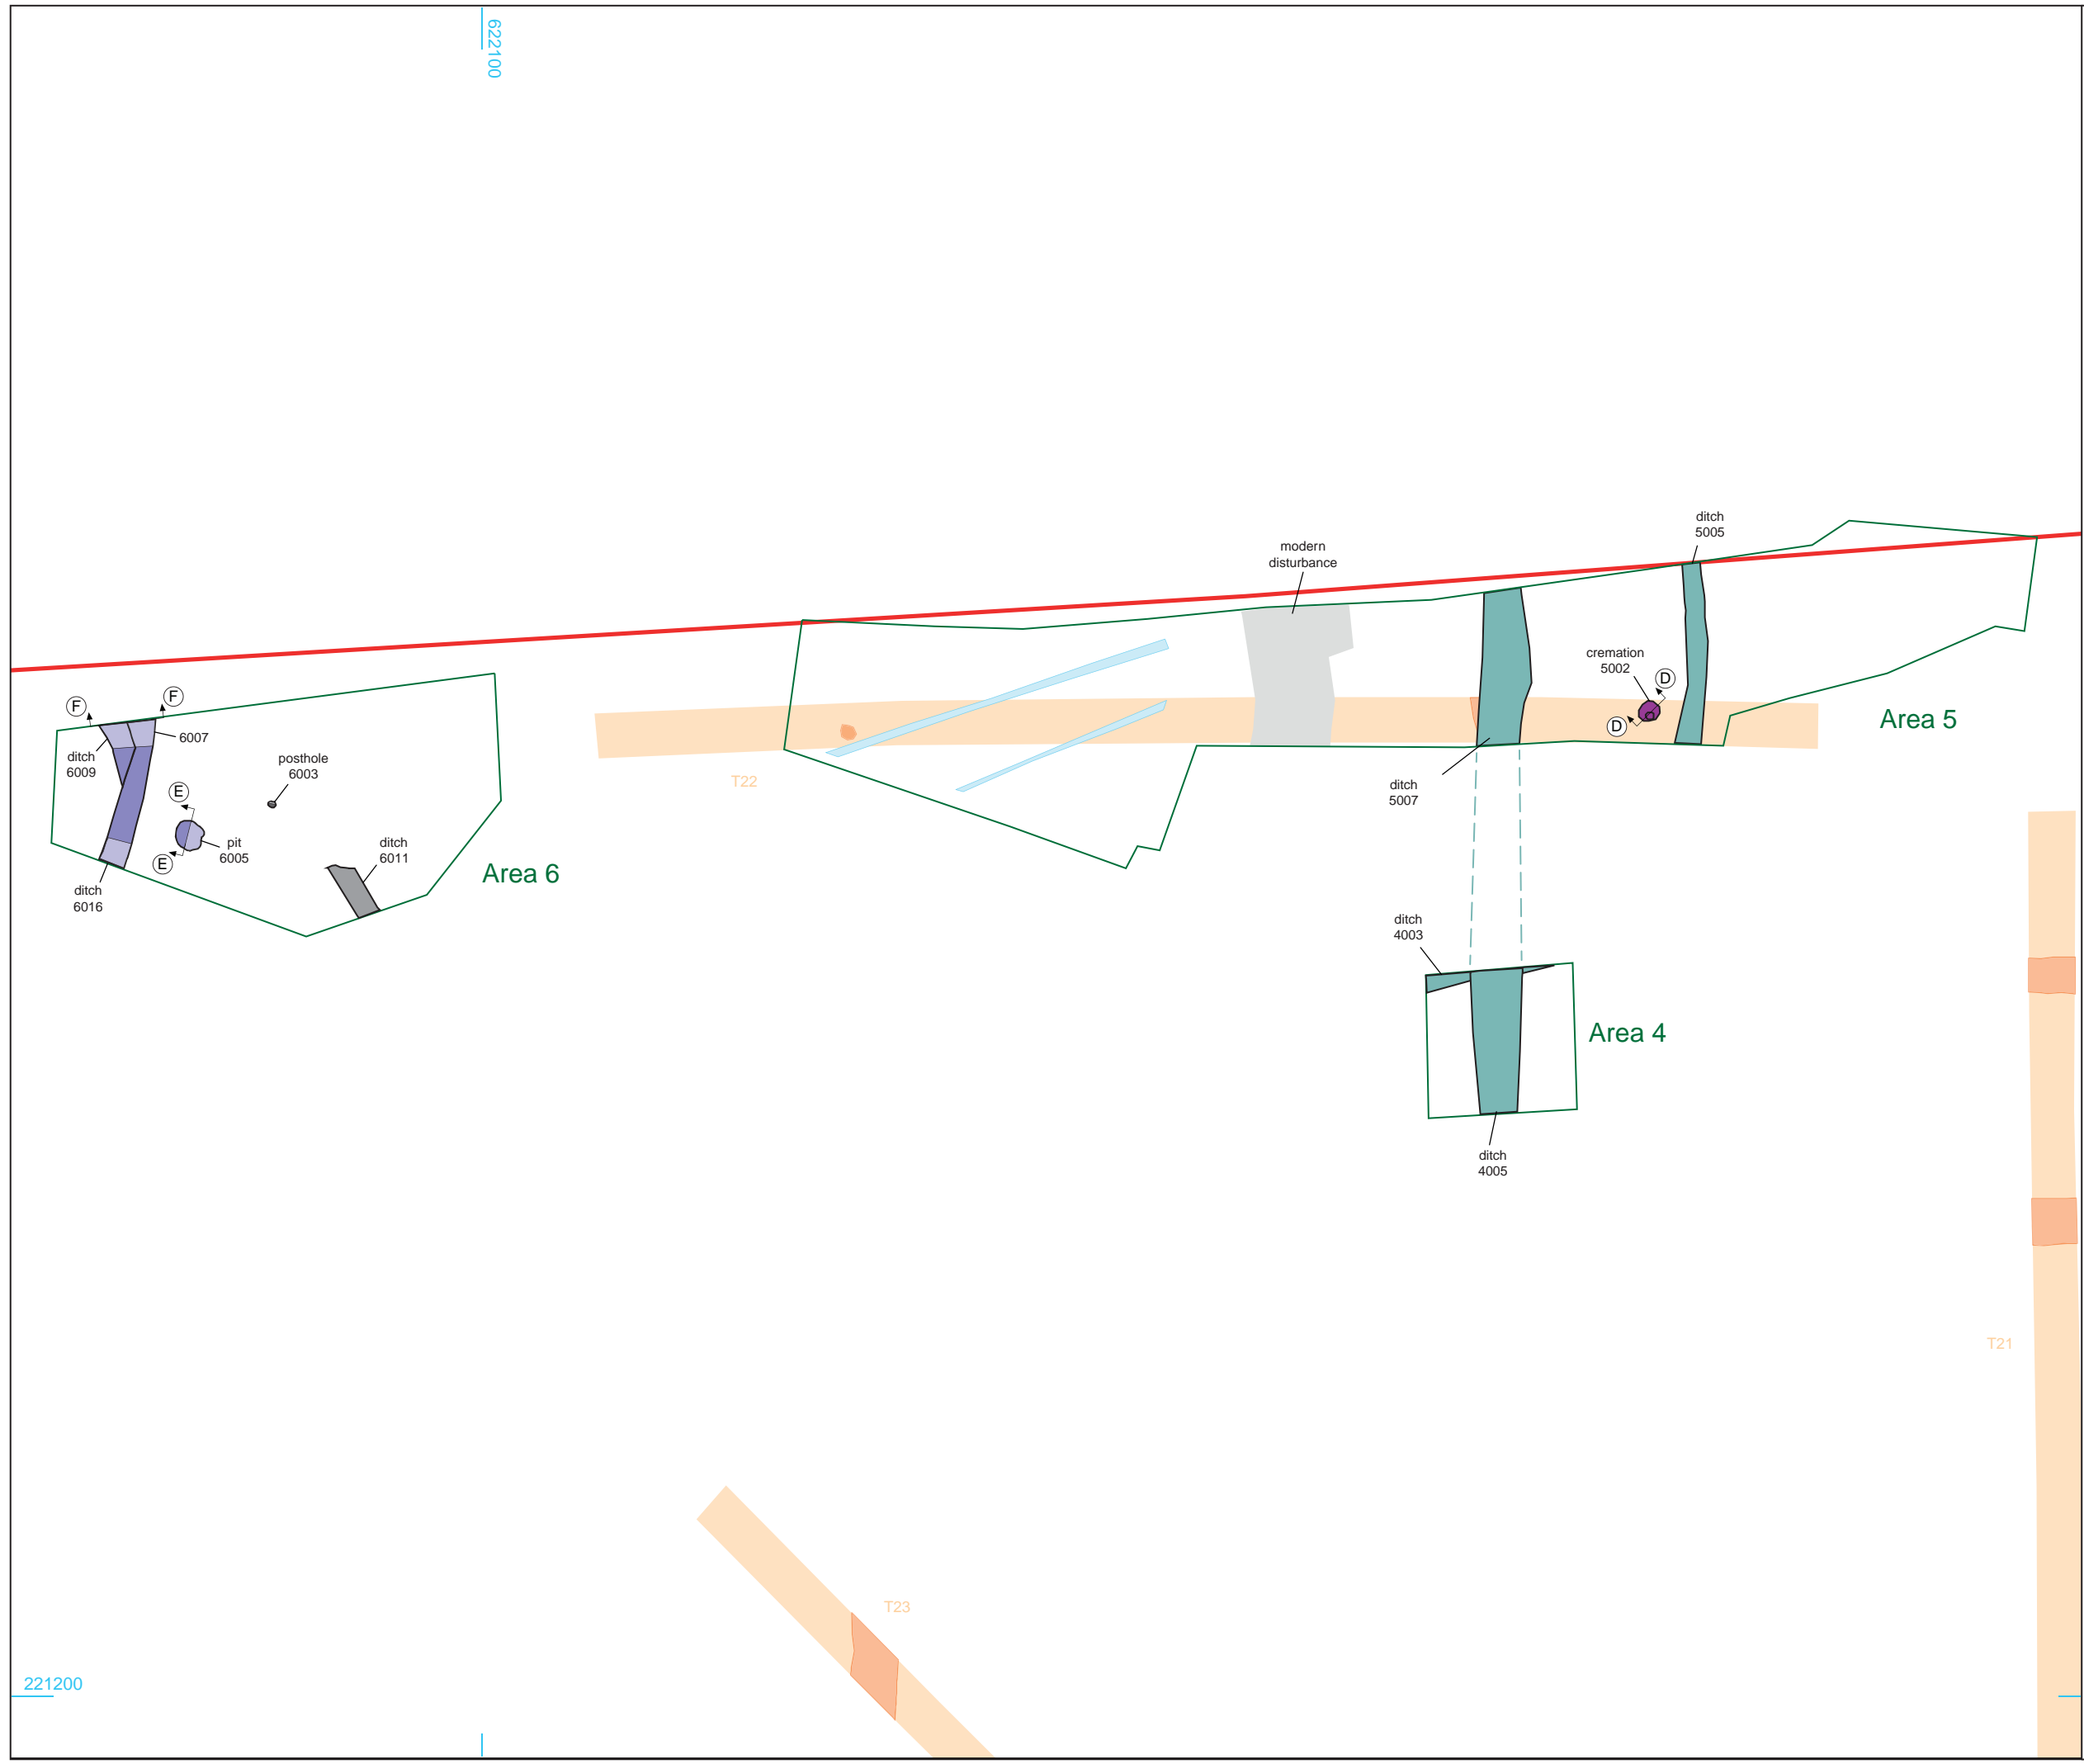 622100
ditch
5005
modern
disturbance
cremation
5002
D
D
Area 5
F
F
6007
ditch
6009
posthole
6003
E
E
pit
6005
ditch
6011
Area 6
ditch
6016
T22
ditch
5007
ditch
4003
Area 4
ditch
4005
T21
T23
221200